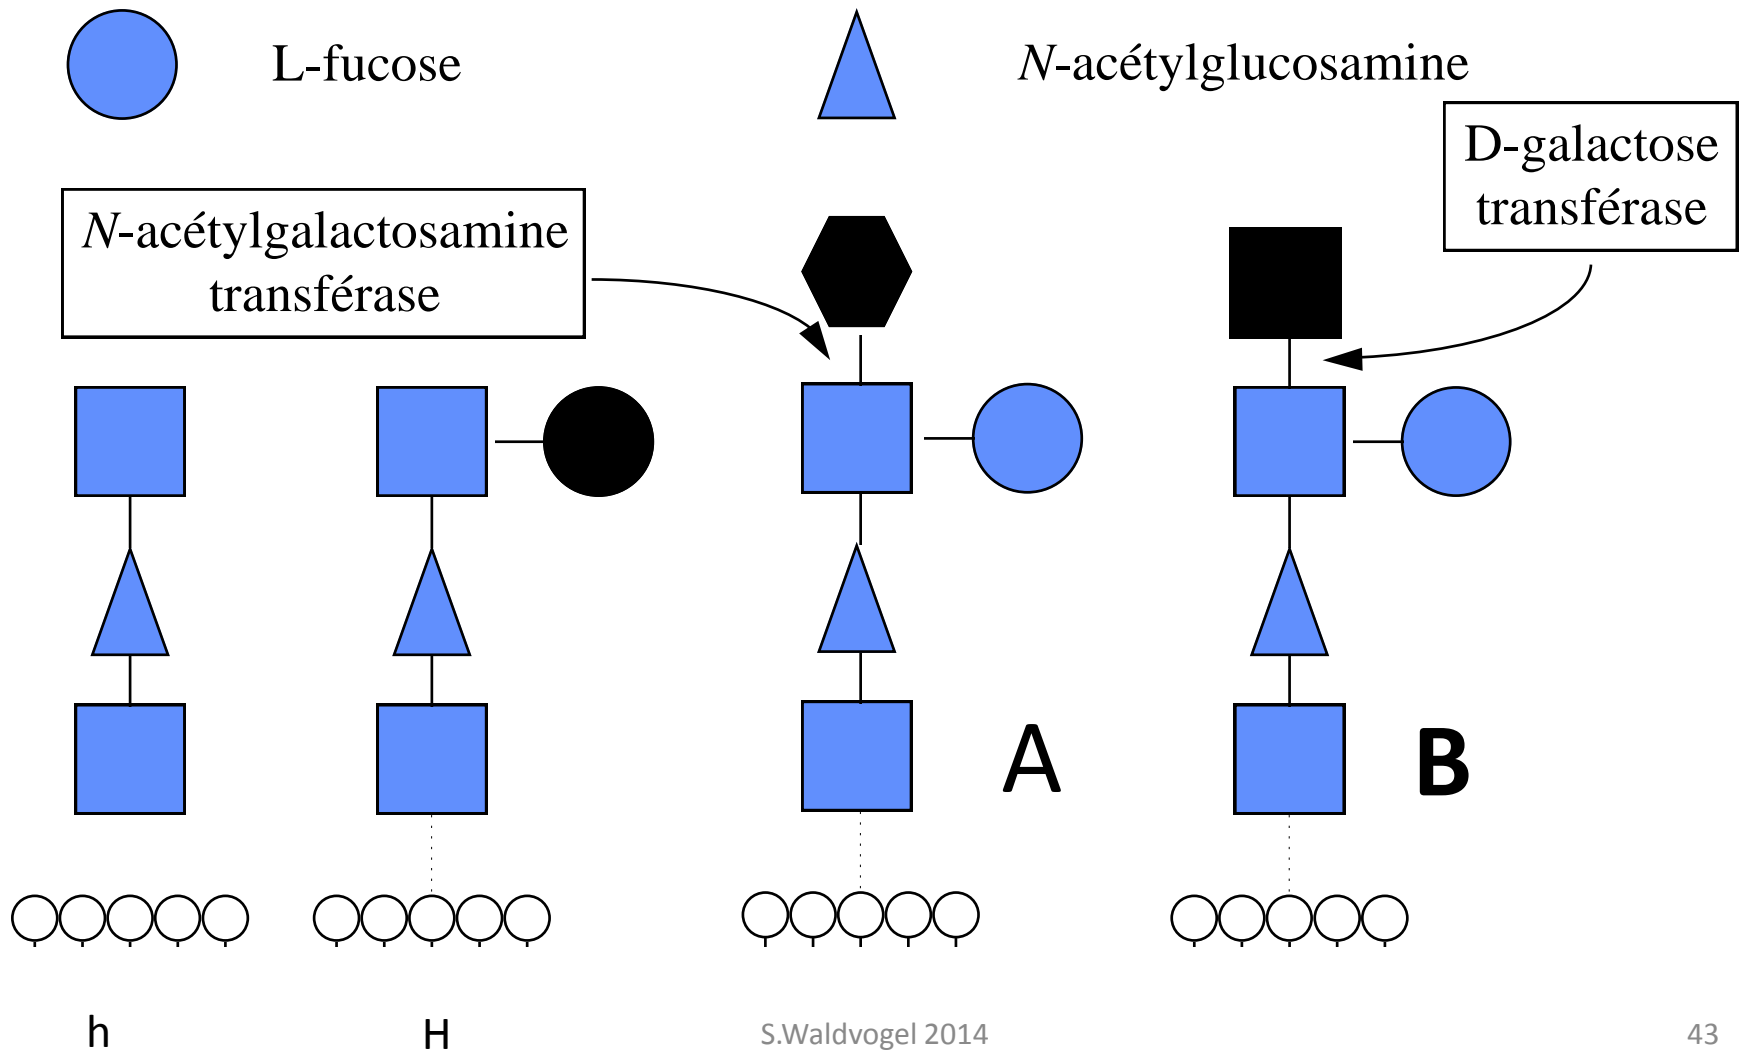 L-fucose
N-acétylglucosamine
D-galactose
transférase
N-acétylgalactosamine
transférase
A
B
h
H
S.Waldvogel 2014
43